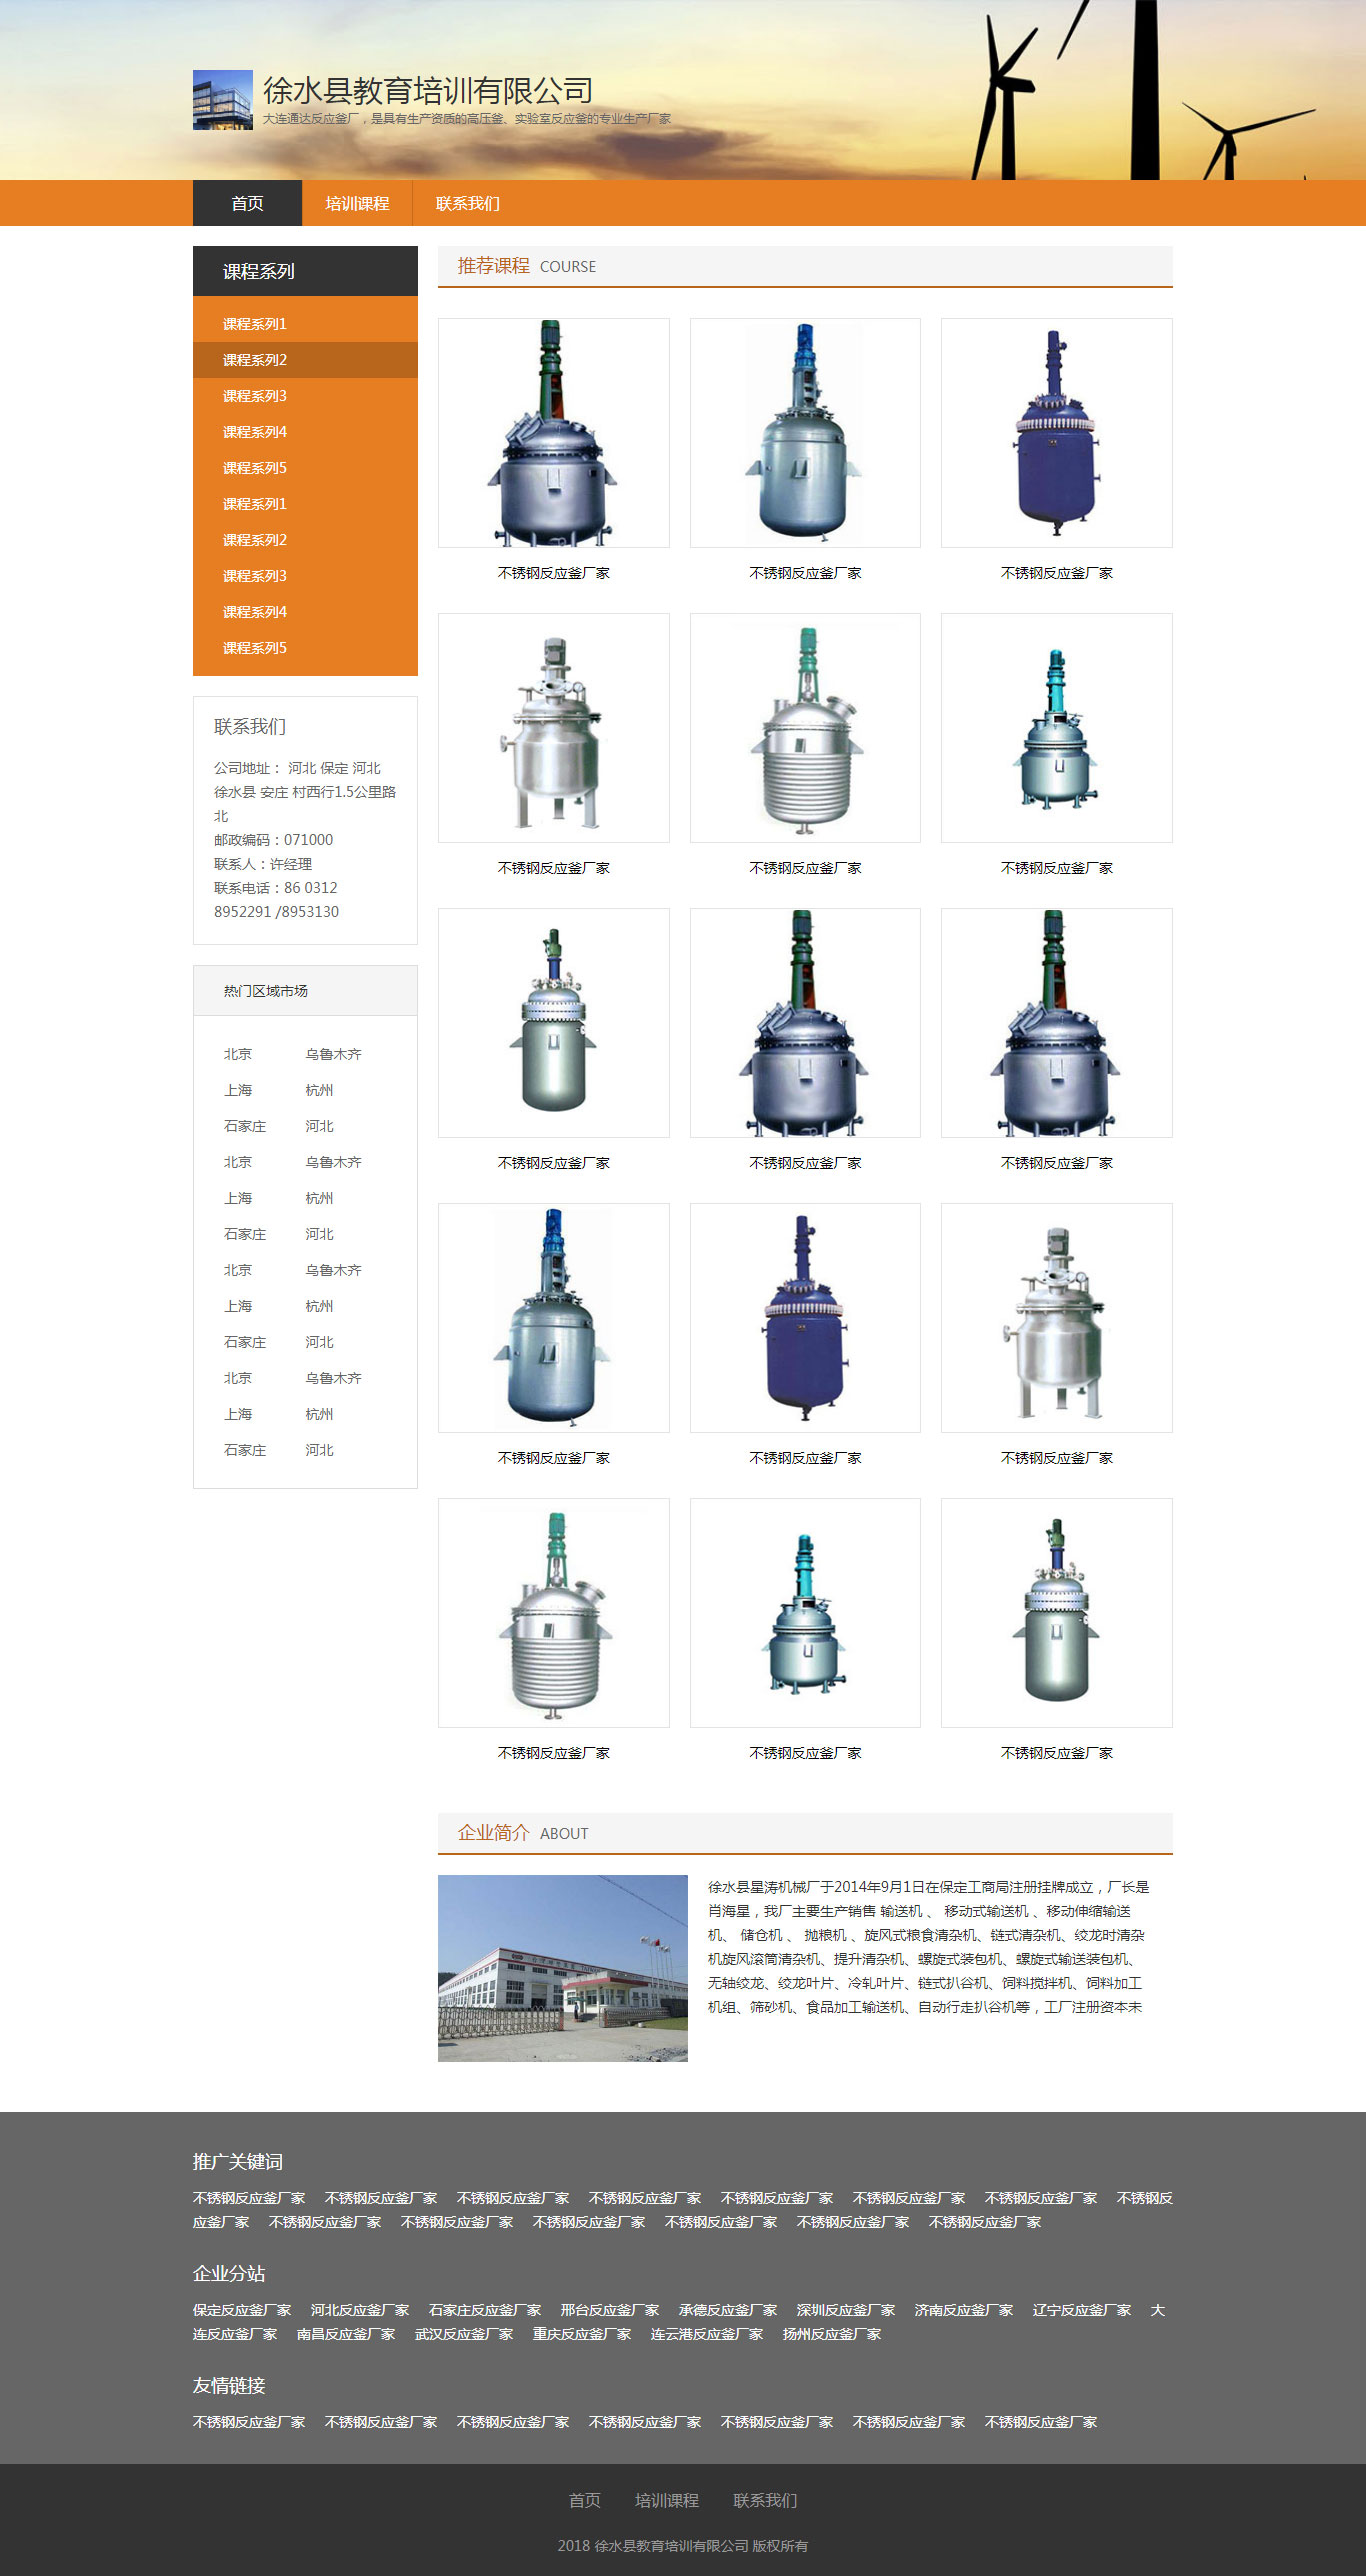 徐水县教育培训有限公司
大连通达反应釜厂，是具有生产资质的高压釜、实验室反应釜的专业生产厂家
首页 培训课程 联系我们
课程系列
课程系列1
课程系列2
课程系列3
课程系列4
课程系列5
课程系列1
课程系列2
课程系列3
课程系列4
课程系列5
联系我们
公司地址： 河北 保定 河北
徐水县 安庄 村西行1.5公里路
北
邮政编码：071000
联系人：许经理
联系电话：86 0312
8952291 /8953130
热门区域市场
北京 乌鲁木齐
上海 杭州
石家庄 河北
北京 乌鲁木齐
上海 杭州
石家庄 河北
北京 乌鲁木齐
上海 杭州
石家庄 河北
北京 乌鲁木齐
上海 杭州
石家庄 河北
推荐课程 COURSE
不锈钢反应釜厂家 不锈钢反应釜厂家 不锈钢反应釜厂家
不锈钢反应釜厂家 不锈钢反应釜厂家 不锈钢反应釜厂家
不锈钢反应釜厂家 不锈钢反应釜厂家 不锈钢反应釜厂家
不锈钢反应釜厂家 不锈钢反应釜厂家 不锈钢反应釜厂家
不锈钢反应釜厂家 不锈钢反应釜厂家 不锈钢反应釜厂家
企业简介 ABOUT
徐水县星涛机械厂于2014年9月1日在保定工商局注册挂牌成立，厂长是
肖海星，我厂主要生产销售 输送机 、 移动式输送机 、移动伸缩输送
机、 储仓机 、 抛粮机 、旋风式粮食清杂机、链式清杂机、绞龙时清杂
机旋风滚筒清杂机、提升清杂机、螺旋式装包机、螺旋式输送装包机、
无轴绞龙、绞龙叶片、冷轧叶片、链式扒谷机、饲料搅拌机、饲料加工
机组、筛砂机、食品加工输送机、自动行走扒谷机等，工厂注册资本未
推广关键词
不锈钢反应釜厂家 不锈钢反应釜厂家 不锈钢反应釜厂家 不锈钢反应釜厂家 不锈钢反应釜厂家 不锈钢反应釜厂家 不锈钢反应釜厂家 不锈钢反
应釜厂家 不锈钢反应釜厂家 不锈钢反应釜厂家 不锈钢反应釜厂家 不锈钢反应釜厂家 不锈钢反应釜厂家 不锈钢反应釜厂家
企业分站
保定反应釜厂家 河北反应釜厂家 石家庄反应釜厂家 邢台反应釜厂家 承德反应釜厂家 深圳反应釜厂家 济南反应釜厂家 辽宁反应釜厂家 大
连反应釜厂家 南昌反应釜厂家 武汉反应釜厂家 重庆反应釜厂家 连云港反应釜厂家 扬州反应釜厂家
友情链接
不锈钢反应釜厂家 不锈钢反应釜厂家 不锈钢反应釜厂家 不锈钢反应釜厂家 不锈钢反应釜厂家 不锈钢反应釜厂家 不锈钢反应釜厂家
首页 培训课程 联系我们
2018 徐水县教育培训有限公司 版权所有